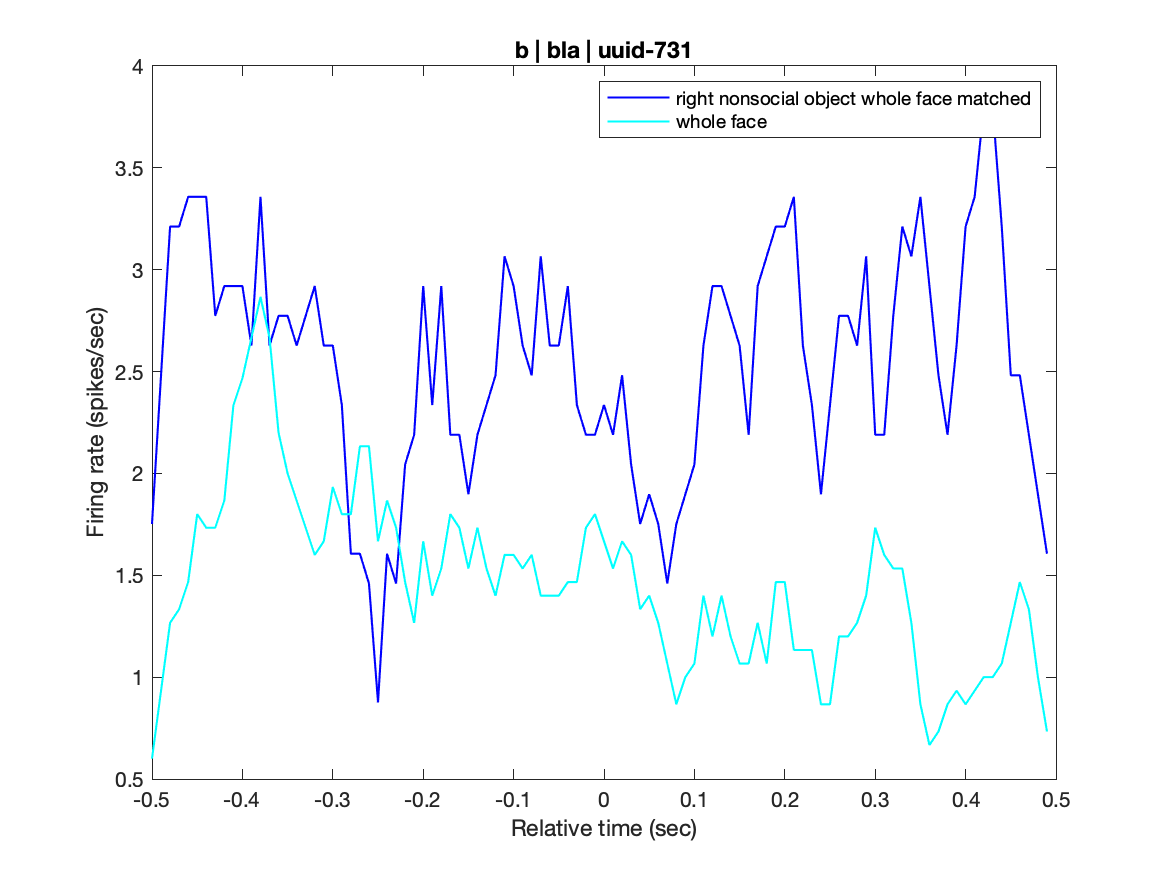 b | bla | uuid-731
4
3.5
3
2.5
2
1.5
1
0.5
Firing rate (spikes/sec)
right nonsocial object whole face matched
whole face
-0.5 -0.4 -0.3 -0.2 -0.1 0 0.1 0.2 0.3 0.4 0.5
Relative time (sec)